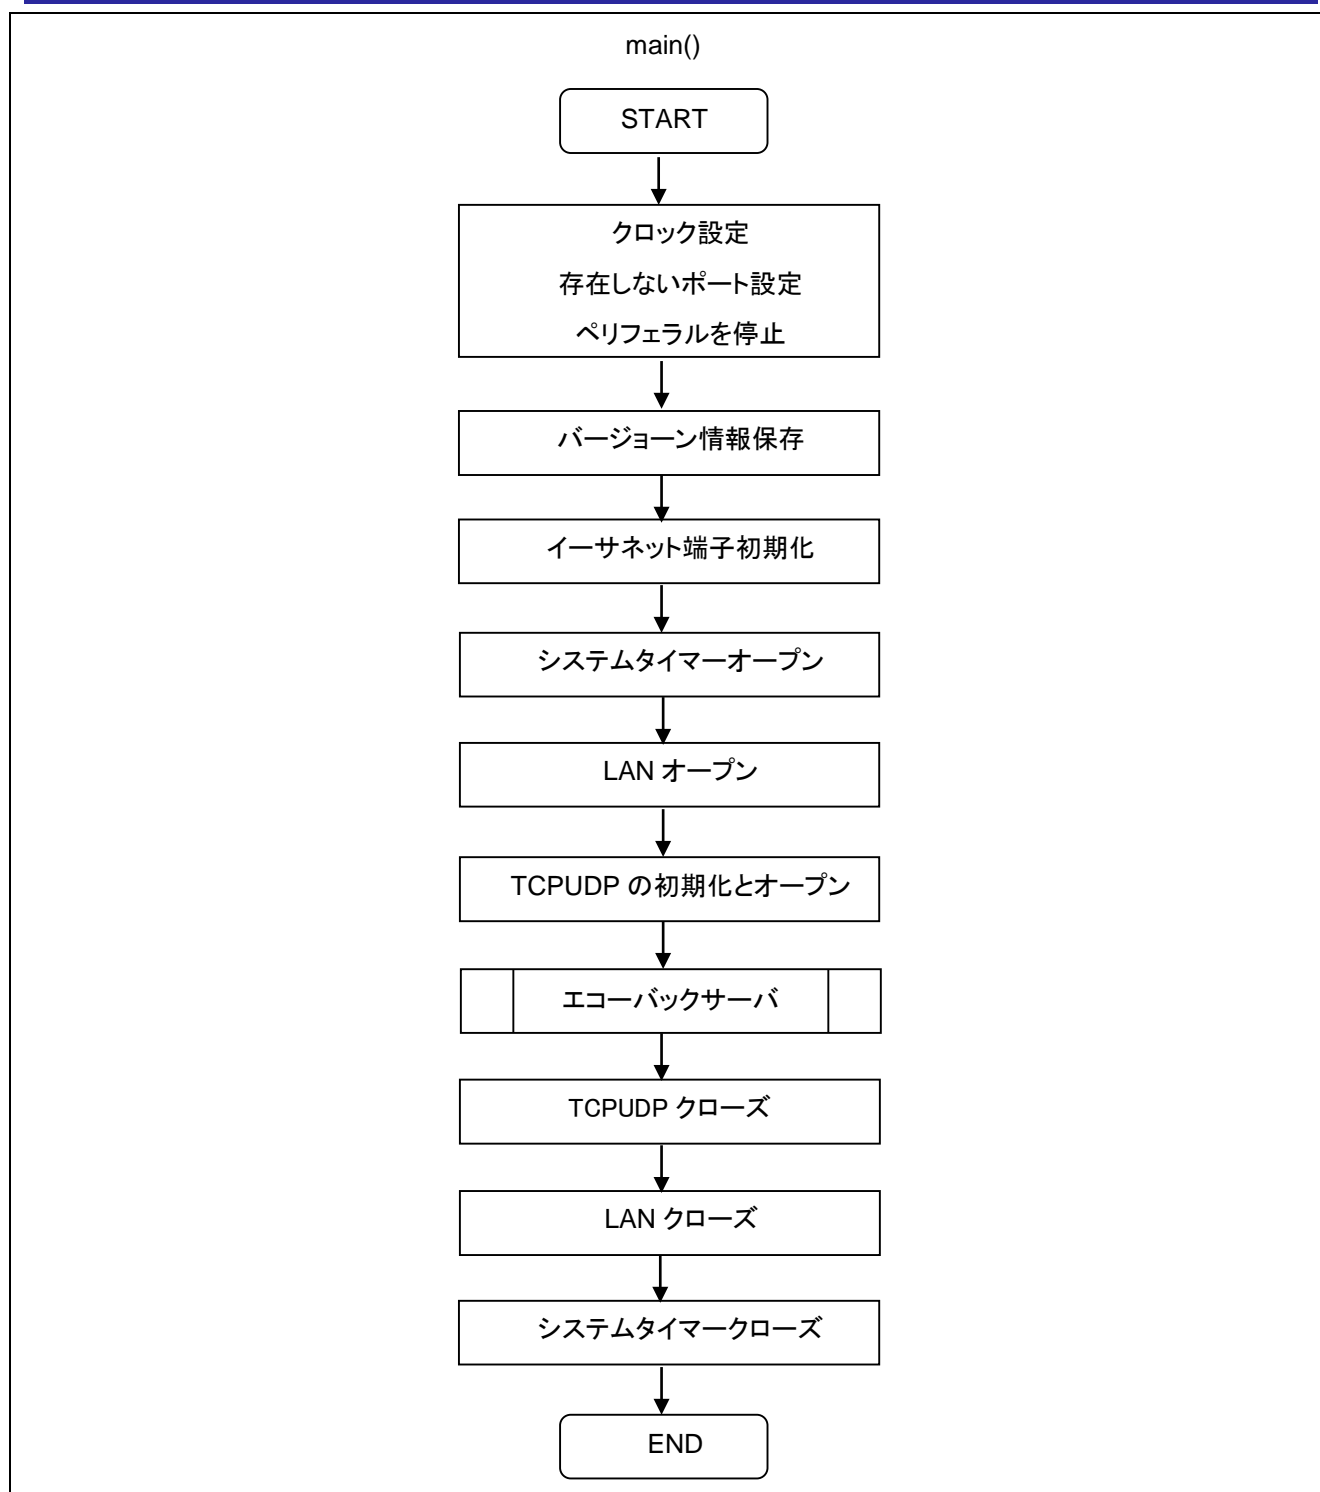 main()
START
クロック設定
存在しないポート設定
ペリフェラルを停止
バージョーン情報保存
イーサネット端子初期化
システムタイマーオープン
LAN オープン
TCPUDP の初期化とオープン
エコーバックサーバ
TCPUDP クローズ
LAN クローズ
システムタイマークローズ
END